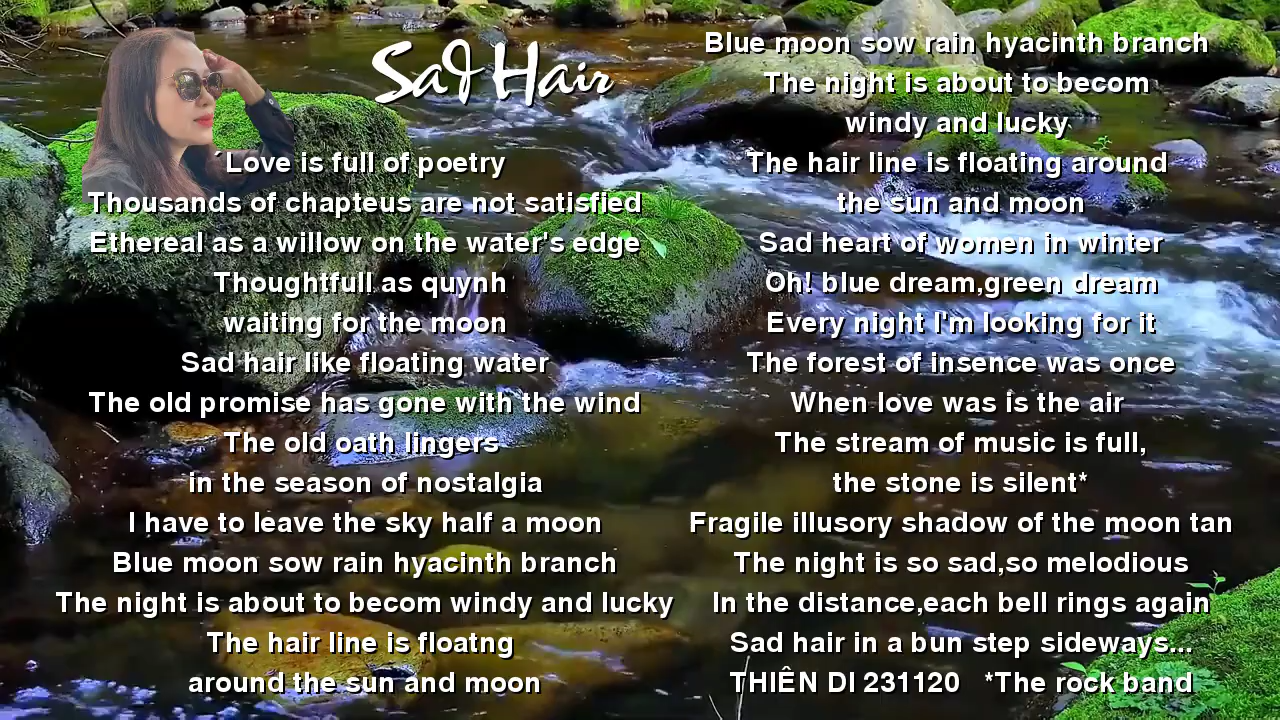 Sad Hair
´Love is full of poetry
Thousands of chapteus are not satisfied
Ethereal as a willow on the water's edge
Thoughtfull as quynh
waiting for the moon
Sad hair like floating water
The old promise has gone with the wind
The old oath lingers
in the season of nostalgia
I have to leave the sky half a moon
Blue moon sow rain hyacinth branch
The night is about to becom windy and lucky
The hair line is floatng
around the sun and moon
Blue moon sow rain hyacinth branch
The night is about to becom
windy and lucky
The hair line is floating around
the sun and moon
Sad heart of women in winter
Oh! blue dream,green dream
Every night I'm looking for it
The forest of insence was once
When love was is the air
The stream of music is full,
the stone is silent*
Fragile illusory shadow of the moon tan
The night is so sad,so melodious
In the distance,each bell rings again
Sad hair in a bun step sideways...
THIÊN DI 231120 *The rock band